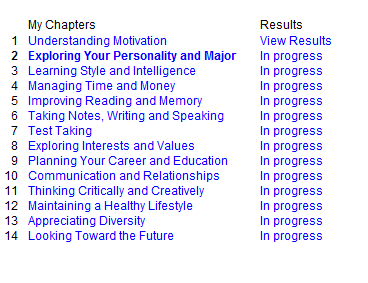 My Chapters Results
1 Understanding Motivation View Results
2 Exploring Your Personality and Major In progress
3 Learning Style and Intelligence In progress
4 Managing Time and Money In progress
5 Improving Reading and Memory In progress
6 Taking Notes, Writing and Speaking In progress
7 Test Taking In progress
8 Exploring Interests and Values In progress
9 Planning Your Career and Education In progress
10 Communication and Relationships In progress
11 Thinking Critically and Creatively In progress
12 Maintaining a Healthy Lifestyle In progress
13 Appreciating Diversity In progress
14 Looking Toward the Future In progress